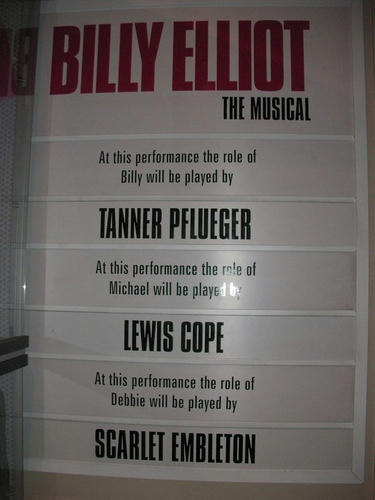 BILLY ELLIOT
THE MUSICAL
At this performance the role of
Billy will be played by
TANNER PFLUEGER
At this performance the role of
Michael will be played by
LEWIS COPE
At this performance the role of
Debbie will be played by
SCARLET EMBLETON